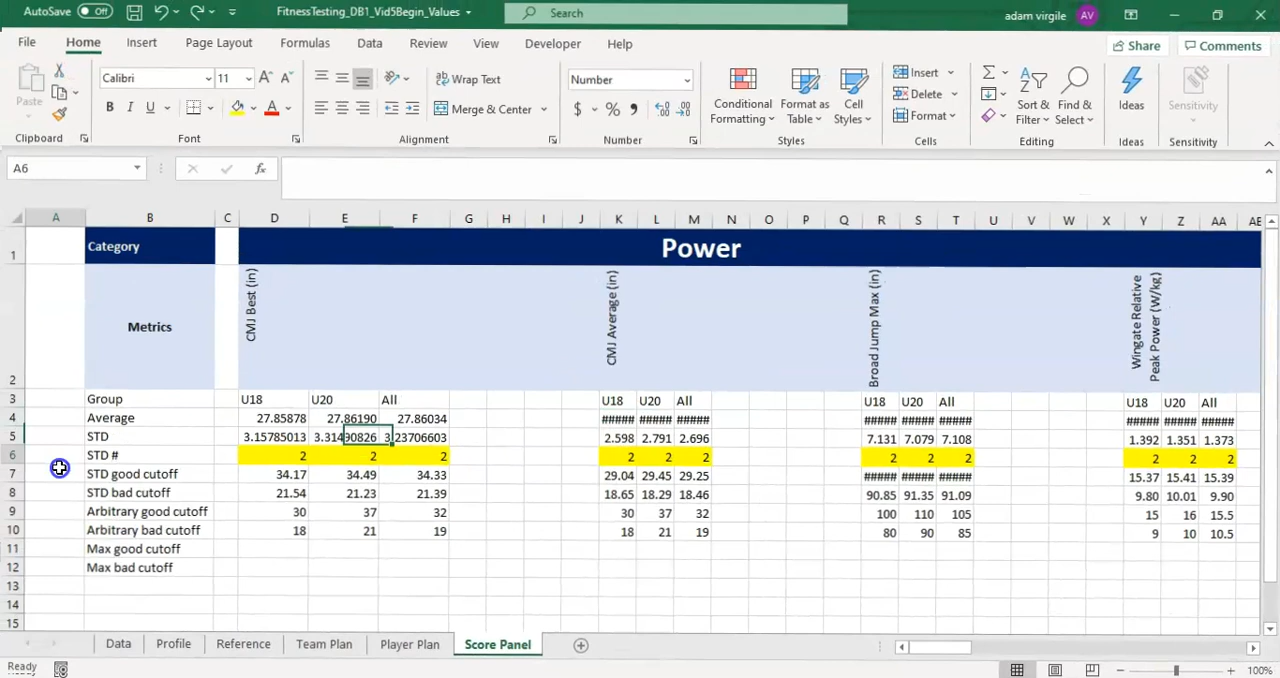 AutoSave Off FitnessTesting_DB1_Vid5Begin_Values Search adam virgile AV
File Home Insert Page Layout Formulas Data Review View Developer Help Share Comments
Calibri 11 Wrap Text Number Insert
Paste B I U Merge & Center $ % Conditional Formatting Format as Table Cell Styles Delete Format Sort & Filter Find & Select Ideas Sensitivity
Clipboard Font Alignment Number Styles Cells Editing Ideas Sensitivity
A6 fx
A B C D E F G H I J K L M N O P Q R S T U V W X Y Z AA
1 Category Power
2 Metrics CMJ Best (in) CMJ Average (in) Broad Jump Max (in) Wingate Relative Peak Power (W/kg)
3 Group U18 U20 All U18 U20 All U18 U20 All U18 U20 All
4 Average 27.85878 27.86190 27.86034 ##### ##### ##### ##### ##### ##### ##### ##### #####
5 STD 3.15785013 3.31490826 3.23706603 2.598 2.791 2.696 7.131 7.079 7.108 1.392 1.351 1.373
6 STD # 2 2 2 2 2 2 2 2 2 2 2 2
7 STD good cutoff 34.17 34.49 34.33 29.04 29.45 29.25 ##### ##### ##### 15.37 15.41 15.39
8 STD bad cutoff 21.54 21.23 21.39 18.65 18.29 18.46 90.85 91.35 91.09 9.80 10.01 9.90
9 Arbitrary good cutoff 30 37 32 30 37 32 100 110 105 15 16 15.5
10 Arbitrary bad cutoff 18 21 19 18 21 19 80 90 85 9 10 10.5
11 Max good cutoff
12 Max bad cutoff
13
14
15
Data Profile Reference Team Plan Player Plan Score Panel
Ready 100%